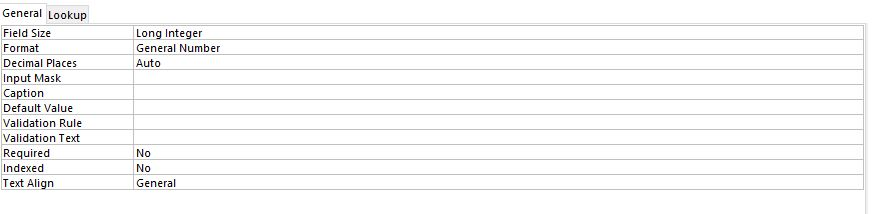 General Lookup
Field Size Long Integer
Format General Number
Decimal Places Auto
Input Mask
Caption
Default Value
Validation Rule
Validation Text
Required No
Indexed No
Text Align General